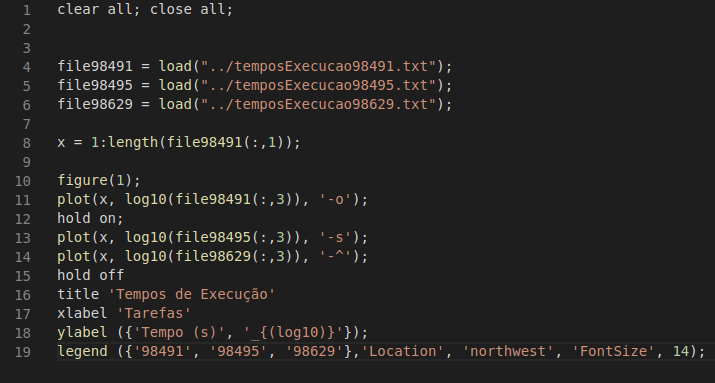 1 clear all; close all;
2
3
4 file98491 = load("../temposExecucao98491.txt");
5 file98495 = load("../temposExecucao98495.txt");
6 file98629 = load("../temposExecucao98629.txt");
7
8 x = 1:length(file98491(:,1));
9
10 figure(1);
11 plot(x, log10(file98491(:,3)), '-o');
12 hold on;
13 plot(x, log10(file98495(:,3)), '-s');
14 plot(x, log10(file98629(:,3)), '-^');
15 hold off
16 title 'Tempos de Execução'
17 xlabel 'Tarefas'
18 ylabel ({'Tempo (s)', '_{(log10)}'});
19 legend ({'98491', '98495', '98629'},'Location', 'northwest', 'FontSize', 14);